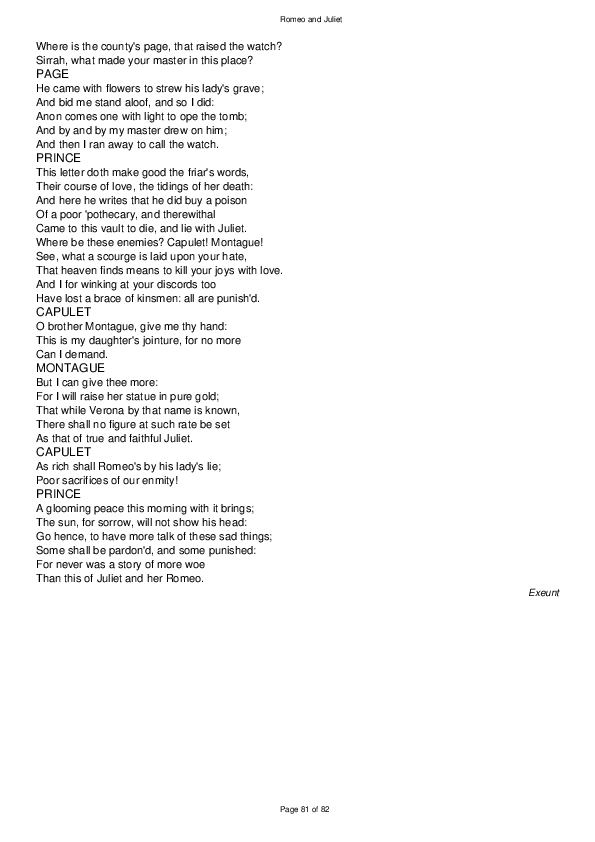 Romeo and Juliet
Where is the county's page, that raised the watch?
Sirrah, what made your master in this place?
PAGE
He came with flowers to strew his lady's grave;
And bid me stand aloof, and so I did:
Anon comes one with light to ope the tomb;
And by and by my master drew on him;
And then I ran away to call the watch.
PRINCE
This letter doth make good the friar's words,
Their course of love, the tidings of her death:
And here he writes that he did buy a poison
Of a poor 'pothecary, and therewithal
Came to this vault to die, and lie with Juliet.
Where be these enemies? Capulet! Montague!
See, what a scourge is laid upon your hate,
That heaven finds means to kill your joys with love.
And I for winking at your discords too
Have lost a brace of kinsmen: all are punish'd.
CAPULET
O brother Montague, give me thy hand:
This is my daughter's jointure, for no more
Can I demand.
MONTAGUE
But I can give thee more:
For I will raise her statue in pure gold;
That while Verona by that name is known,
There shall no figure at such rate be set
As that of true and faithful Juliet.
CAPULET
As rich shall Romeo's by his lady's lie;
Poor sacrifices of our enmity!
PRINCE
A glooming peace this morning with it brings;
The sun, for sorrow, will not show his head:
Go hence, to have more talk of these sad things;
Some shall be pardon'd, and some punished:
For never was a story of more woe
Than this of Juliet and her Romeo.
Exeunt
Page 81 of 82